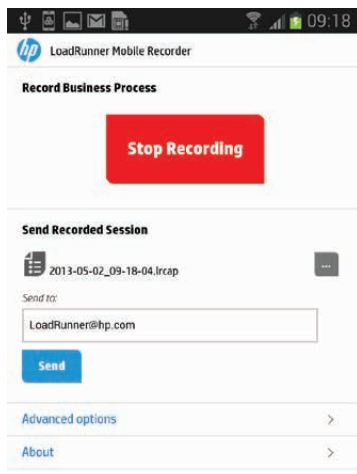 09:18
hp LoadRunner Mobile Recorder
Record Business Process
Stop Recording
Send Recorded Session
2013-05-02_09-18-04.lrcap
...
Send to:
LoadRunner@hp.com
Send
Advanced options >
About >